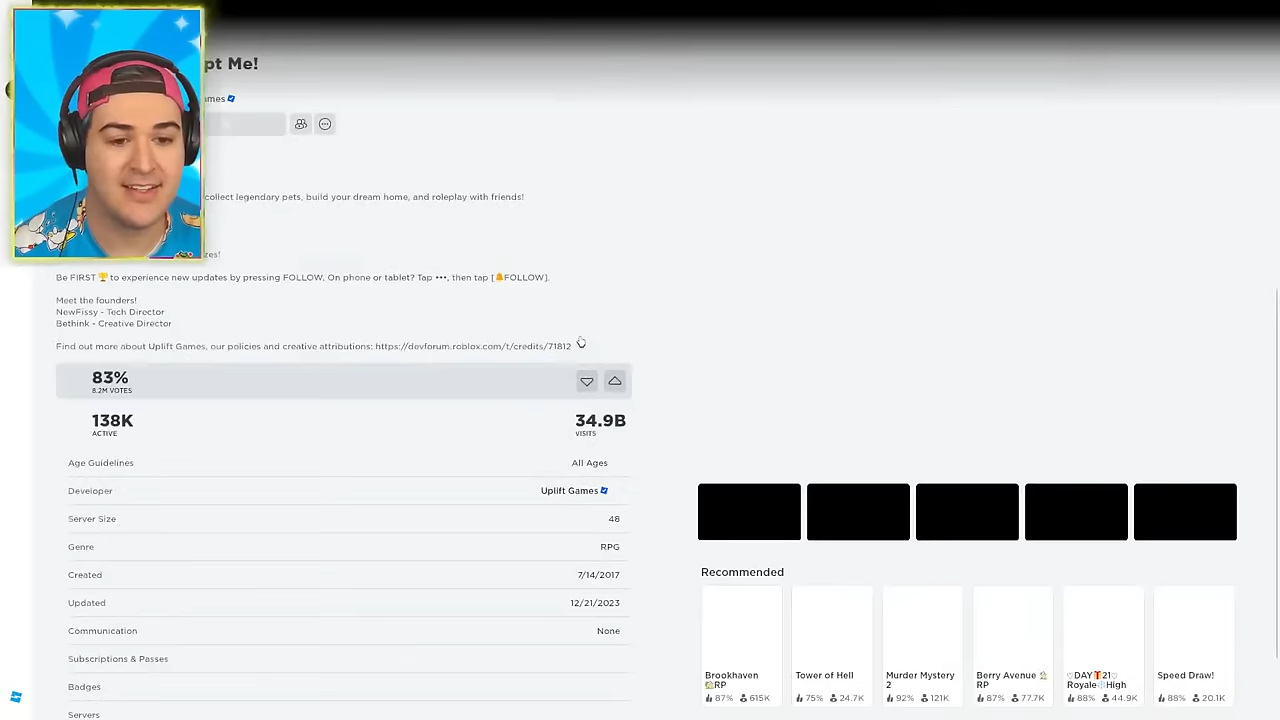 pt Me!
ames
collect legendary pets, build your dream home, and roleplay with friends!
zes!
Be FIRST🏆 to experience new updates by pressing FOLLOW. On phone or tablet? Tap •••, then tap [🔔FOLLOW].
Meet the founders!
NewFissy - Tech Director
Bethink - Creative Director
Find out more about Uplift Games, our policies and creative attributions: https://devforum.roblox.com/t/credits/71812
83%
8.2M VOTES
138K
ACTIVE
34.9B
VISITS
Age Guidelines All Ages
Developer Uplift Games
Server Size 48
Genre RPG
Created 7/14/2017
Updated 12/21/2023
Communication None
Subscriptions & Passes
Badges
Servers
Recommended
Brookhaven
🏡RP
87% 615K
Tower of Hell
75% 24.7K
Murder Mystery
2
92% 121K
Berry Avenue 🏡
RP
87% 77.7K
♡DAY🎁21♡
Royale❄️High
88% 44.9K
Speed Draw!
88% 20.1K